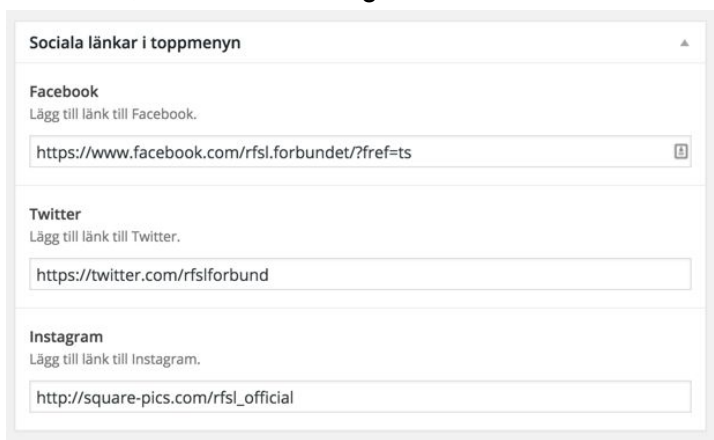 Sociala länkar i toppmenyn
Facebook
Lägg till länk till Facebook.
https://www.facebook.com/rfsl.forbundet/?fref=ts
Twitter
Lägg till länk till Twitter.
https://twitter.com/rfslforbund
Instagram
Lägg till länk till Instagram.
http://square-pics.com/rfsl_official